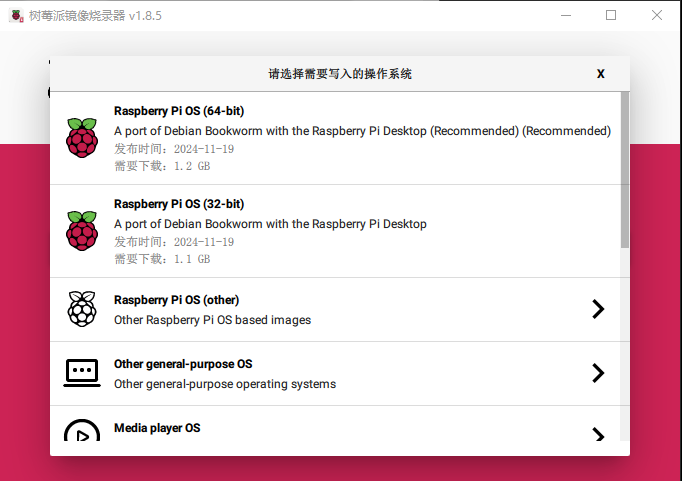 树莓派镜像烧录器 v1.8.5
请选择需要写入的操作系统
X
Raspberry Pi OS (64-bit)
A port of Debian Bookworm with the Raspberry Pi Desktop (Recommended) (Recommended)
发布时间：2024-11-19
需要下载：1.2 GB
Raspberry Pi OS (32-bit)
A port of Debian Bookworm with the Raspberry Pi Desktop
发布时间：2024-11-19
需要下载：1.1 GB
Raspberry Pi OS (other)
Other Raspberry Pi OS based images
Other general-purpose OS
Other general-purpose operating systems
Media player OS